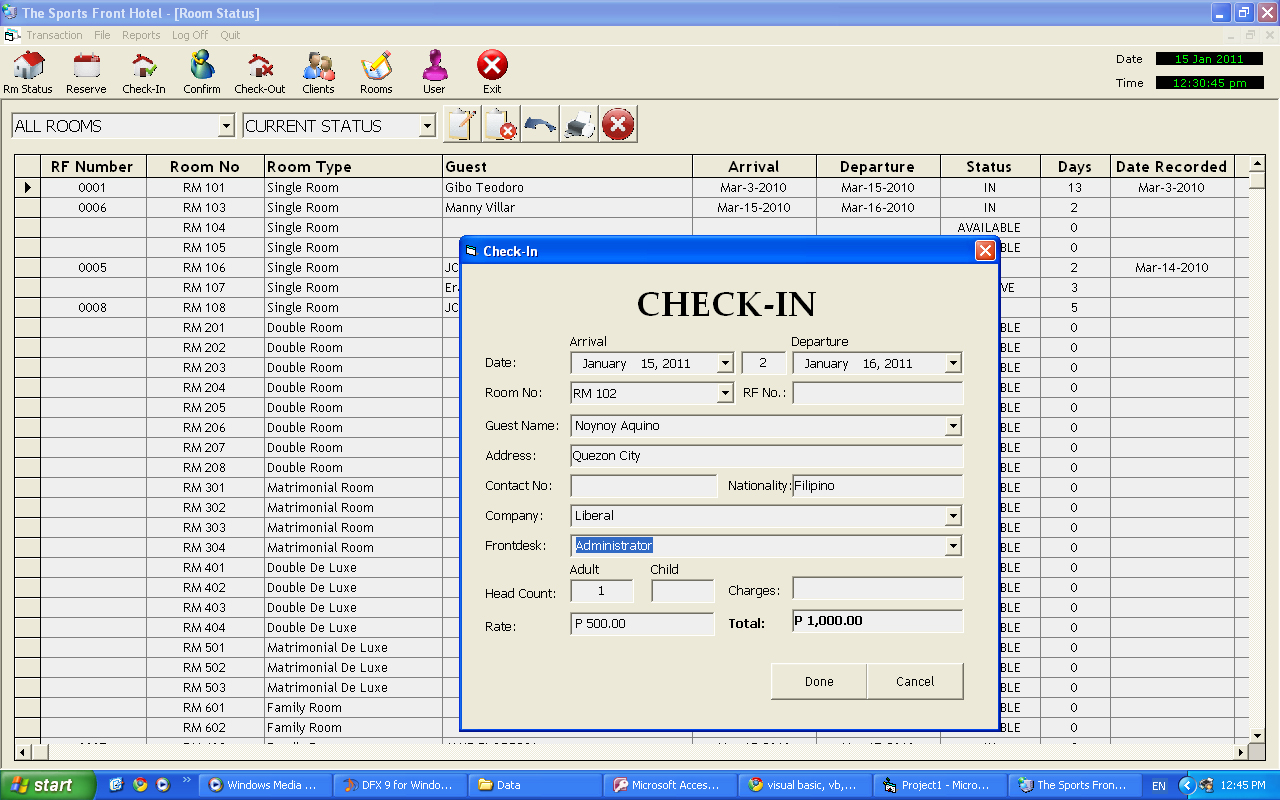 The Sports Front Hotel - [Room Status]
Transaction File Reports Log Off Quit
Rm Status Reserve Check-In Confirm Check-Out Clients Rooms User Exit
Date 15 Jan 2011
Time 12:30:45 pm
ALL ROOMS CURRENT STATUS
RF Number Room No Room Type Guest Arrival Departure Status Days Date Recorded
0001 RM 101 Single Room Gibo Teodoro Mar-3-2010 Mar-15-2010 IN 13 Mar-3-2010
0006 RM 103 Single Room Manny Villar Mar-15-2010 Mar-16-2010 IN 2
RM 104 Single Room AVAILABLE 0
RM 105 Single Room BLE 0
0005 RM 106 Single Room JC 2 Mar-14-2010
RM 107 Single Room Era VE 3
0008 RM 108 Single Room JC 5
RM 201 Double Room BLE 0
RM 202 Double Room BLE 0
RM 203 Double Room BLE 0
RM 204 Double Room BLE 0
RM 205 Double Room BLE 0
RM 206 Double Room BLE 0
RM 207 Double Room BLE 0
RM 208 Double Room BLE 0
RM 301 Matrimonial Room BLE 0
RM 302 Matrimonial Room BLE 0
RM 303 Matrimonial Room BLE 0
RM 304 Matrimonial Room BLE 0
RM 401 Double De Luxe BLE 0
RM 402 Double De Luxe BLE 0
RM 403 Double De Luxe BLE 0
RM 404 Double De Luxe BLE 0
RM 501 Matrimonial De Luxe BLE 0
RM 502 Matrimonial De Luxe BLE 0
RM 503 Matrimonial De Luxe BLE 0
RM 601 Family Room BLE 0
RM 602 Family Room BLE 0
Check-In
CHECK-IN
Arrival Departure
Date: January 15, 2011 2 January 16, 2011
Room No: RM 102 RF No.:
Guest Name: Noynoy Aquino
Address: Quezon City
Contact No: Nationality: Filipino
Company: Liberal
Frontdesk: Administrator
Adult Child
Head Count: 1 Charges:
Rate: P 500.00 Total: P 1,000.00
Done Cancel
start Windows Media ... DFX 9 for Windo... Data Microsoft Acces... visual basic, vb,... Project1 - Micro... The Sports Fron... EN 12:45 PM